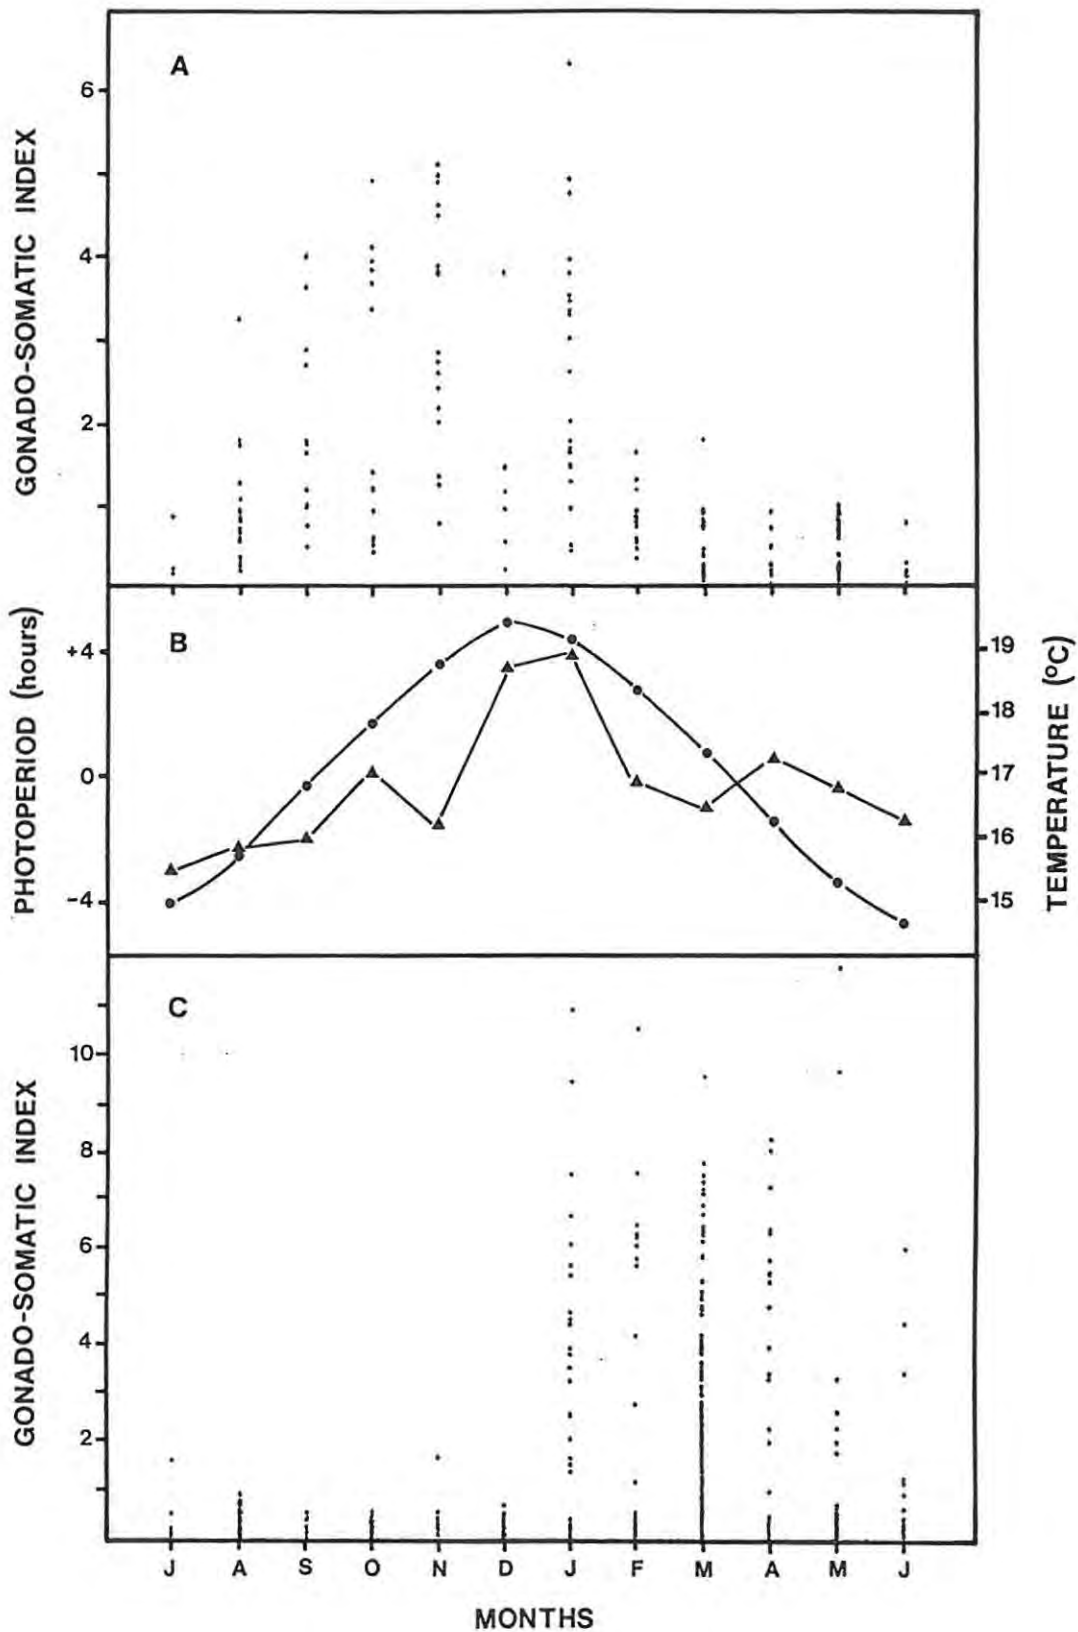 A
GONADO-SOMATIC INDEX
6
4
2
B
PHOTOPERIOD (hours)
+4
0
-4
19
18
17
16
15
TEMPERATURE (ºC)
C
GONADO-SOMATIC INDEX
10
8
6
4
2
J A S O N D J F M A M J
MONTHS